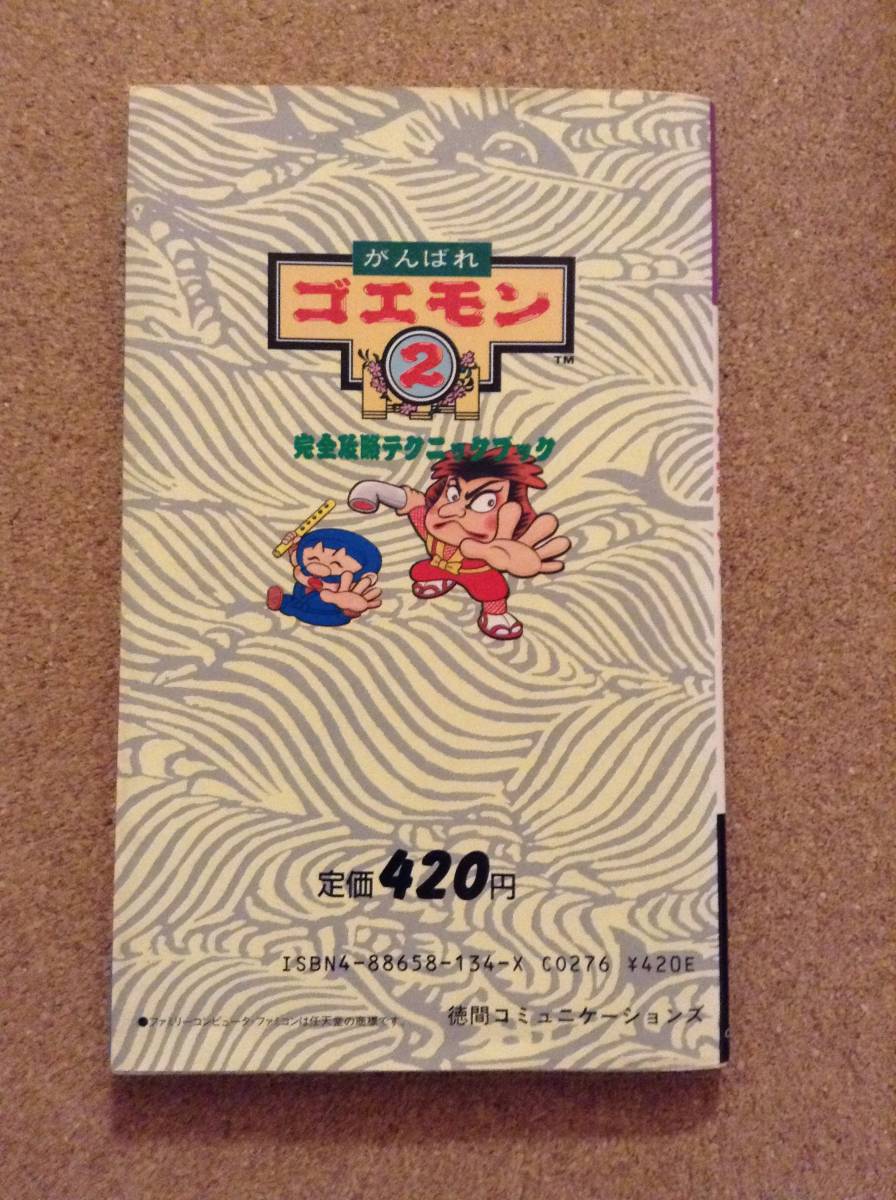 がんばれ
ゴエモン
2
TM
完全攻略テクニックブック
定価420円
ISBN4-88658-134-X C0276 ¥420E
●ファミリーコンピュータ・ファミコンは任天堂の商標です。
徳間コミュニケーションズ